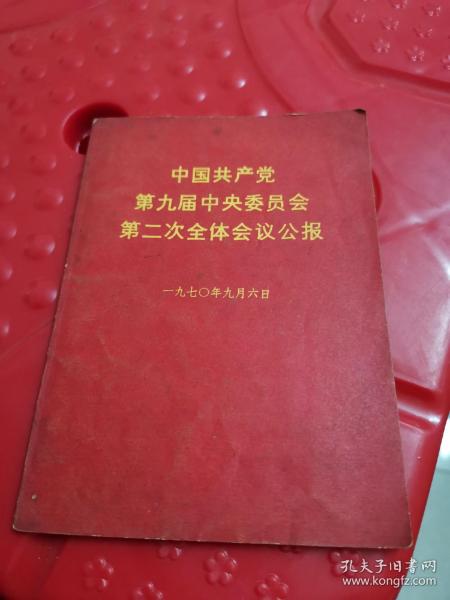 中国共产党
第九届中央委员会
第二次全体会议公报
一九七〇年九月六日
孔夫子旧书网
www.kongfz.com